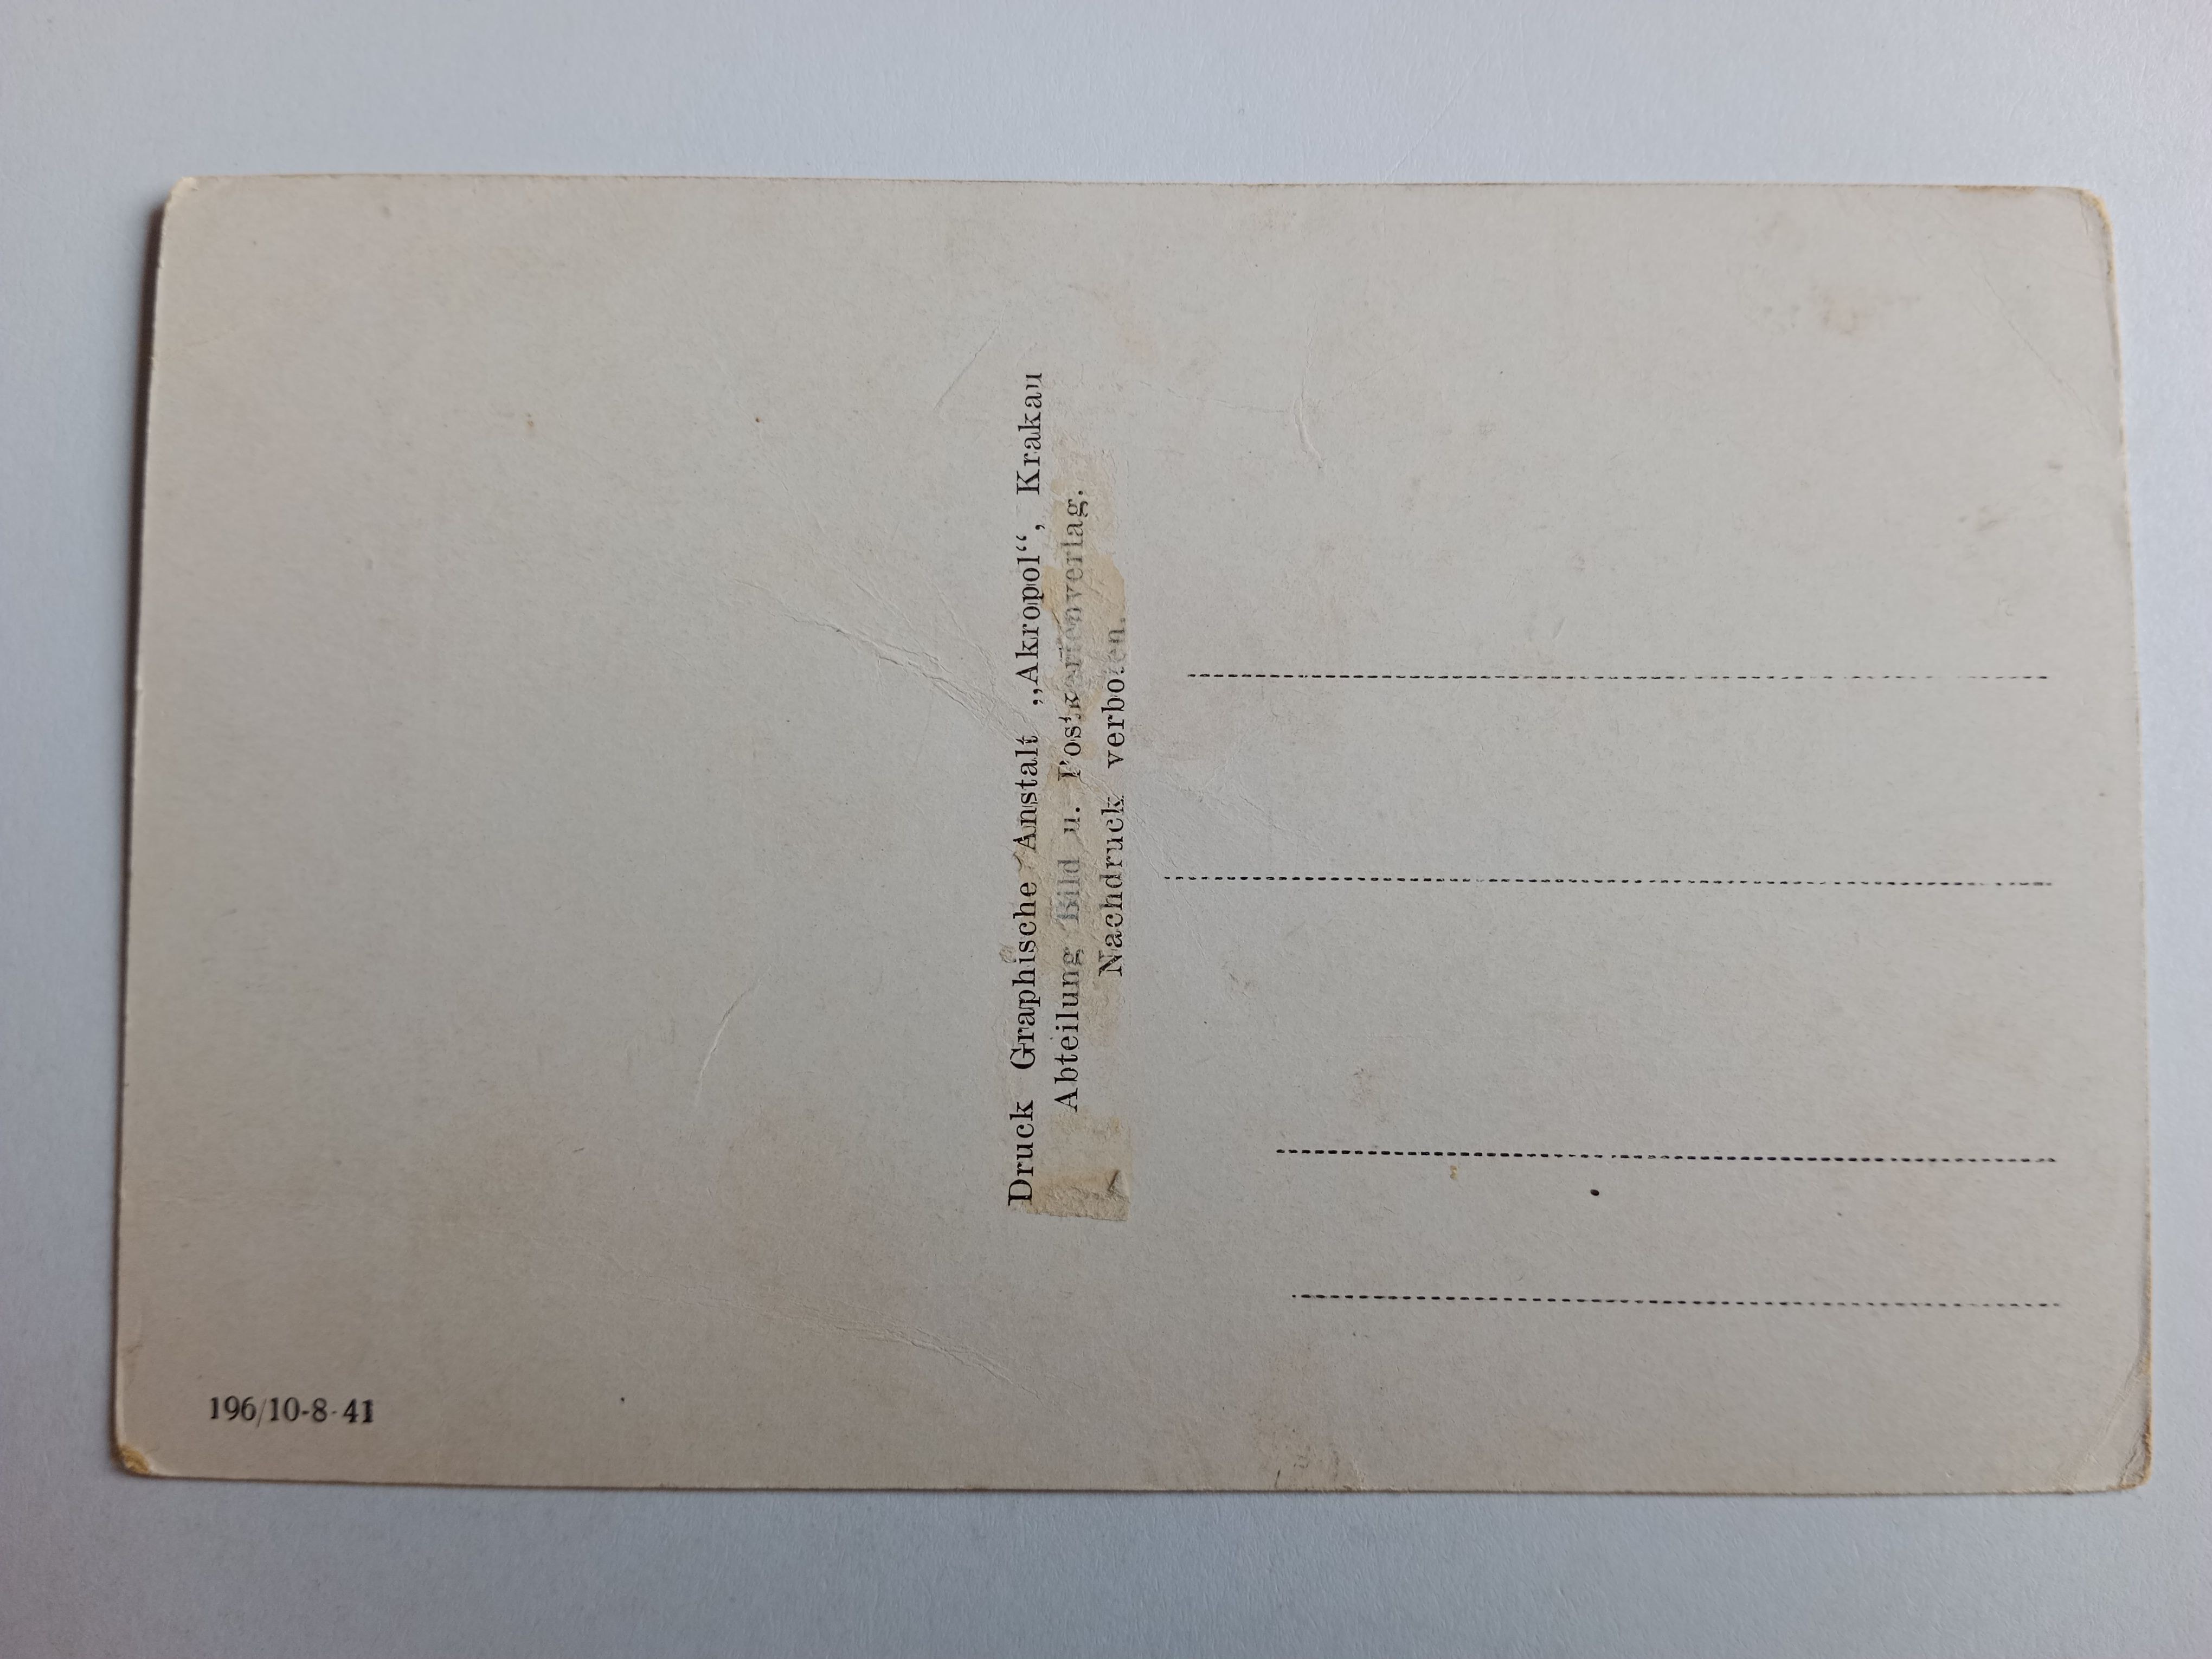 Druck Graphische Anstalt „Akropol“, Krakau
Abteilung Bild u. Postkartenverlag.
Nachdruck verboten.
196/10-8-41